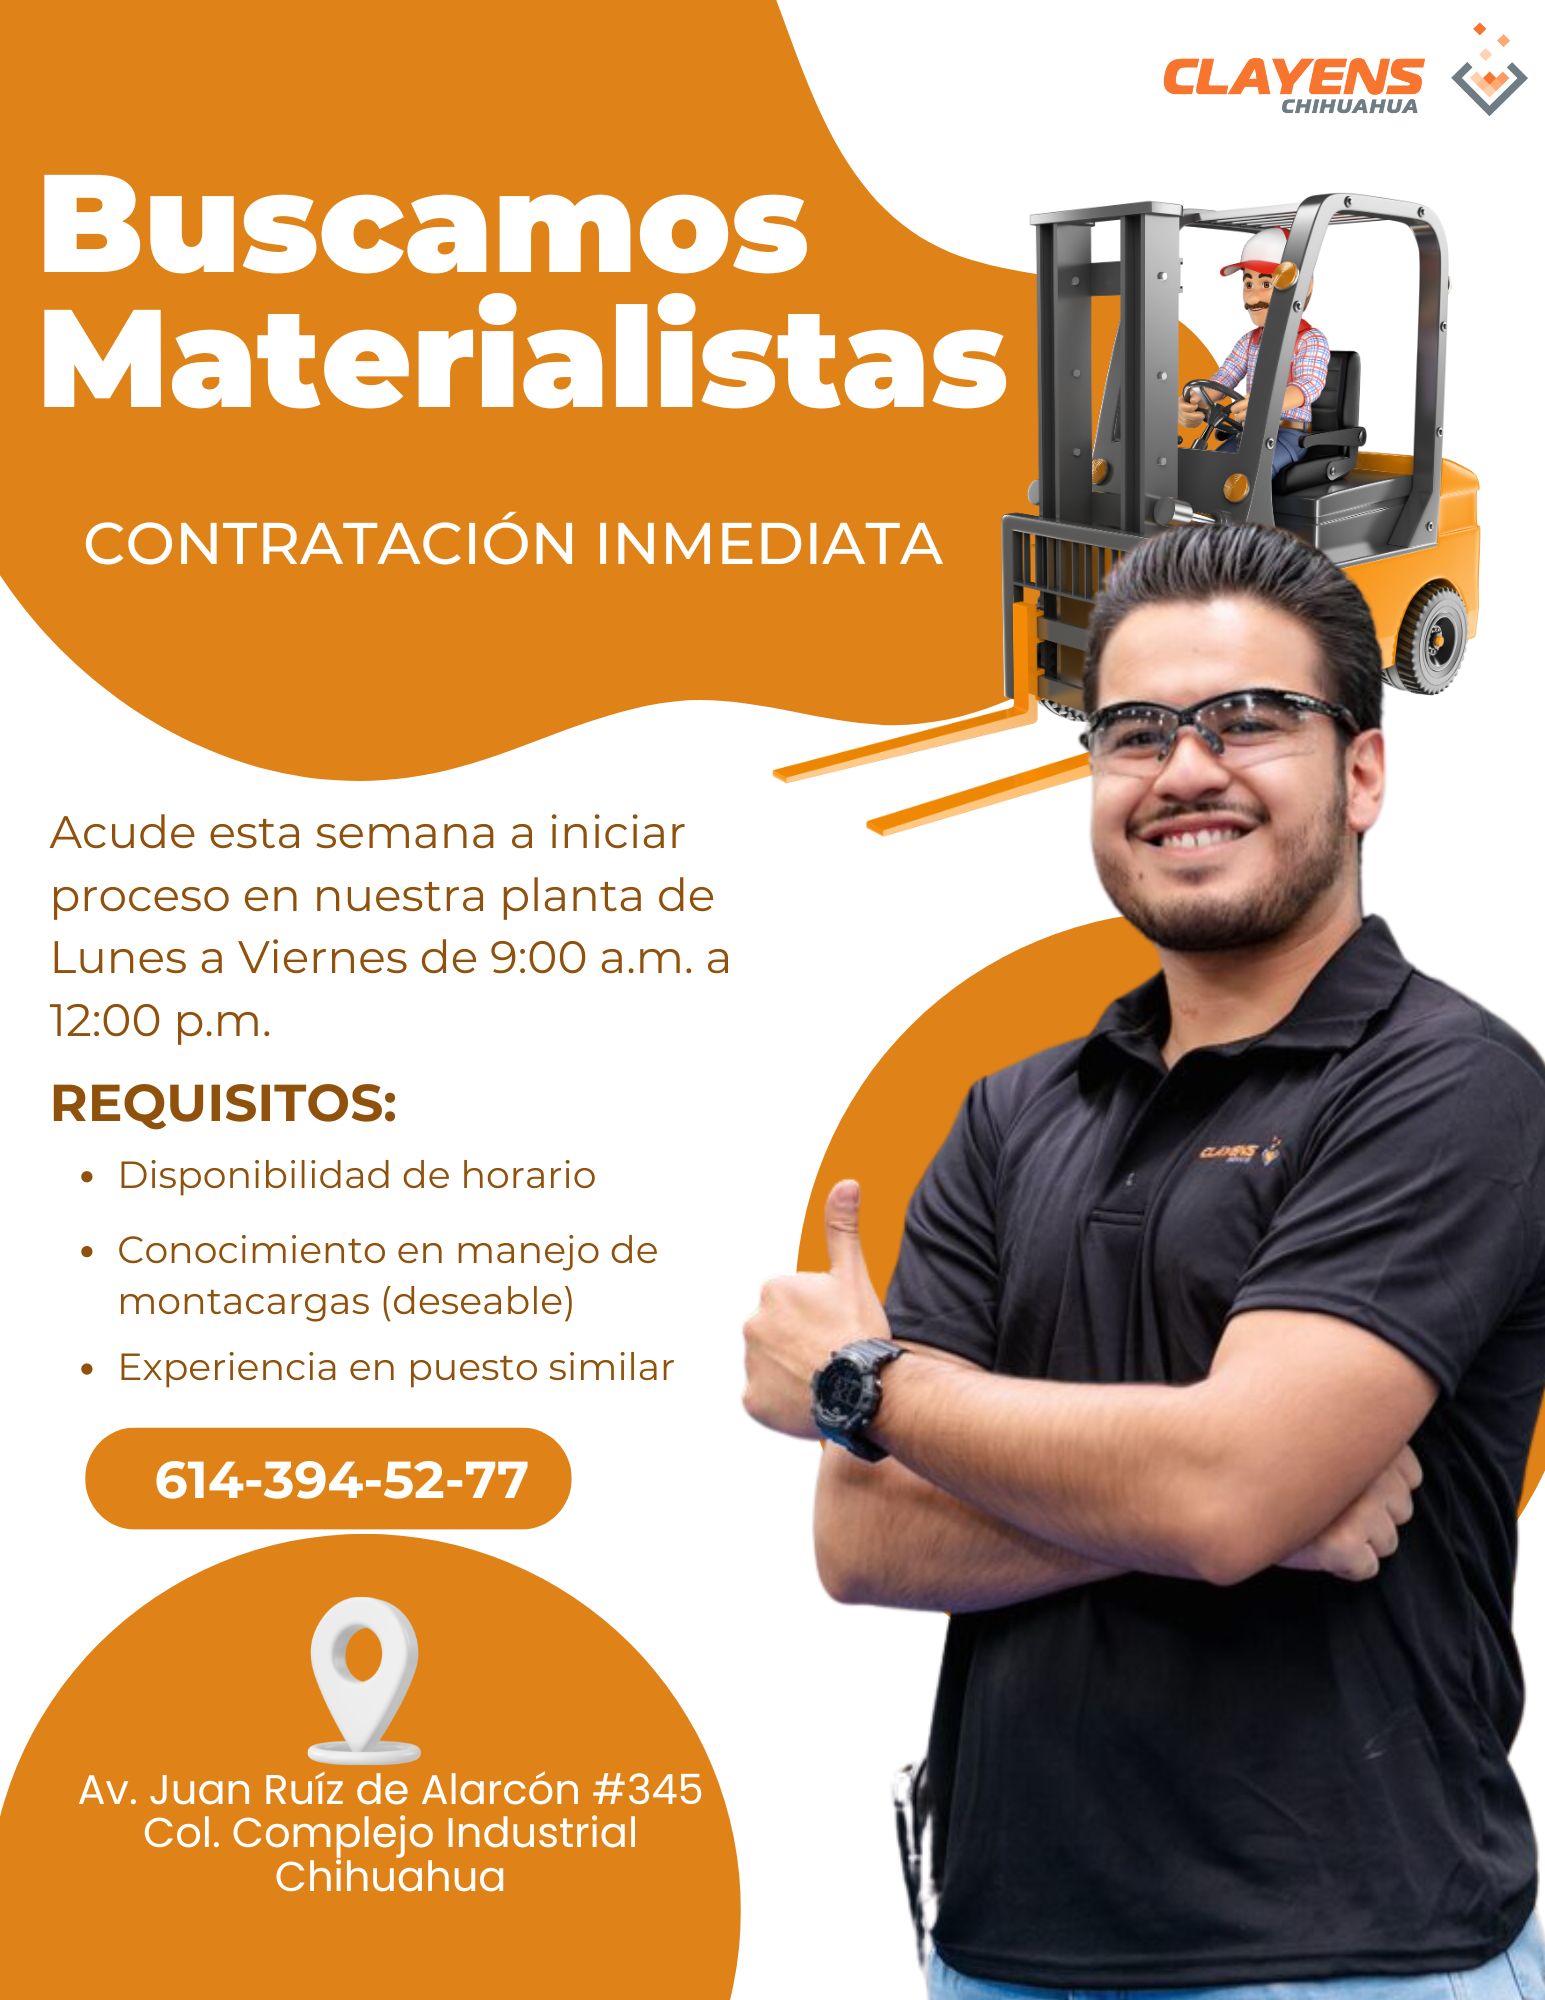 CLAYENS
CHIHUAHUA
Buscamos
Materialistas
CONTRATACIÓN INMEDIATA
Acude esta semana a iniciar
proceso en nuestra planta de
Lunes a Viernes de 9:00 a.m. a
12:00 p.m.
REQUISITOS:
• Disponibilidad de horario
• Conocimiento en manejo de
montacargas (deseable)
• Experiencia en puesto similar
CLAYENS
614-394-52-77
Av. Juan Ruíz de Alarcón #345
Col. Complejo Industrial
Chihuahua